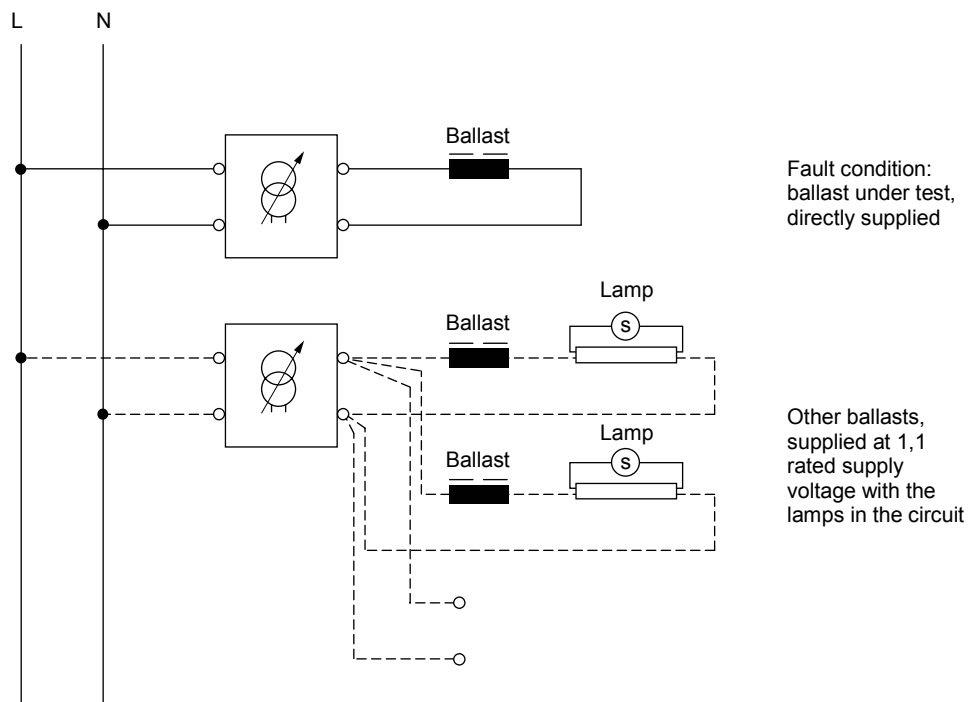 L N
Ballast
Fault condition:
ballast under test,
directly supplied
Lamp
S
Ballast
Other ballasts,
supplied at 1,1
rated supply
voltage with the
lamps in the circuit
Lamp
S
Ballast